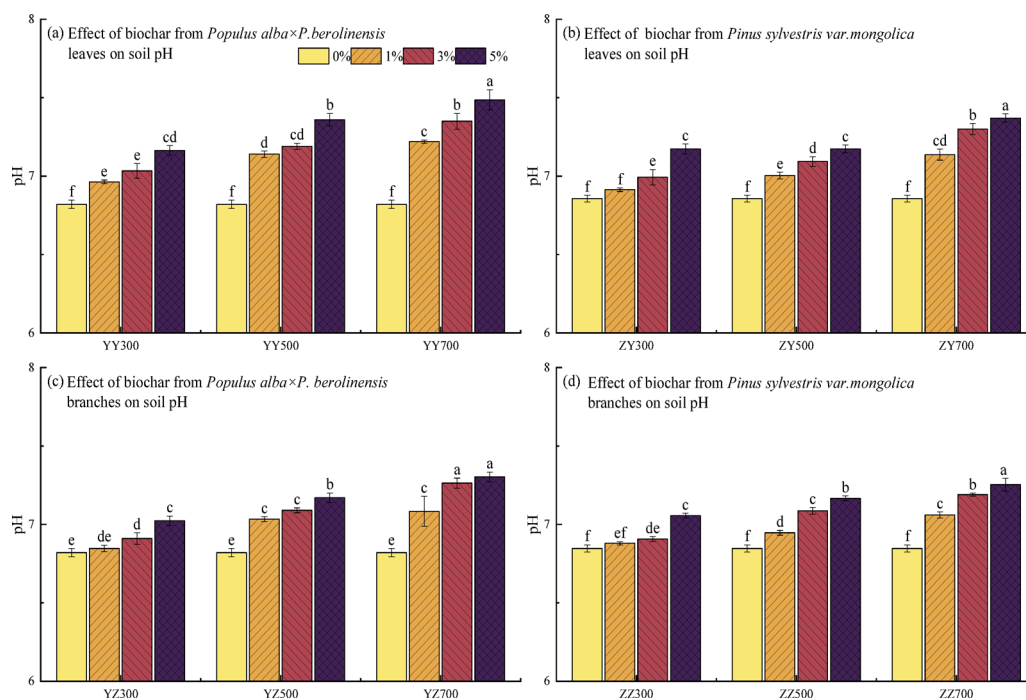 (a) Effect of biochar from Populus alba×P.berolinensis
leaves on soil pH
0% 1% 3% 5%
8
7
6
pH
f e e cd
f d cd b
f c b a
YY300 YY500 YY700
(b) Effect of biochar from Pinus sylvestris var.mongolica
leaves on soil pH
8
7
6
pH
f f e c
f e d c
f cd b a
ZY300 ZY500 ZY700
(c) Effect of biochar from Populus alba×P. berolinensis
branches on soil pH
8
7
6
pH
e de d c
e c c b
e c a a
YZ300 YZ500 YZ700
(d) Effect of biochar from Pinus sylvestris var.mongolica
branches on soil pH
8
7
6
pH
f ef de c
f d c b
f c b a
ZZ300 ZZ500 ZZ700